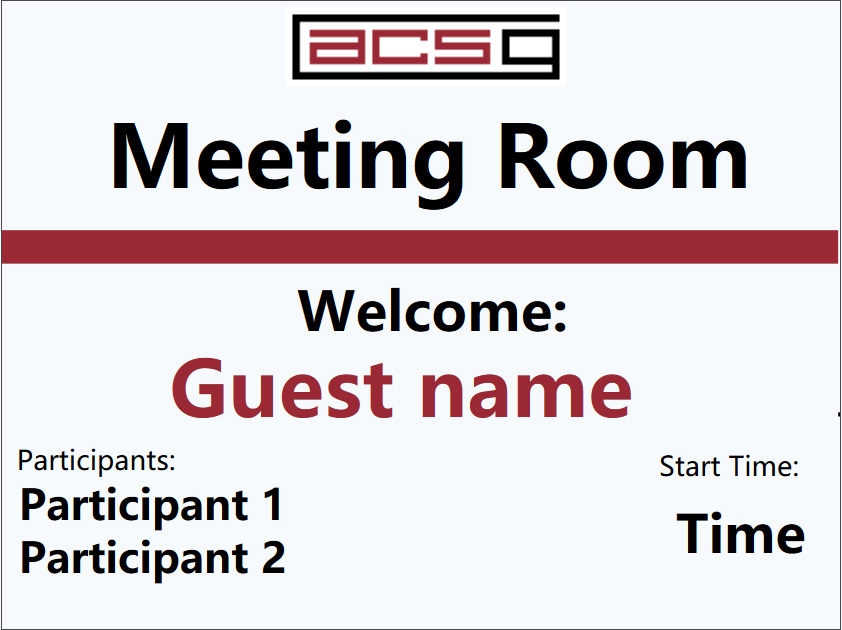 acsg
Meeting Room
Welcome:
Guest name
Participants:
Participant 1
Participant 2
Start Time:
Time